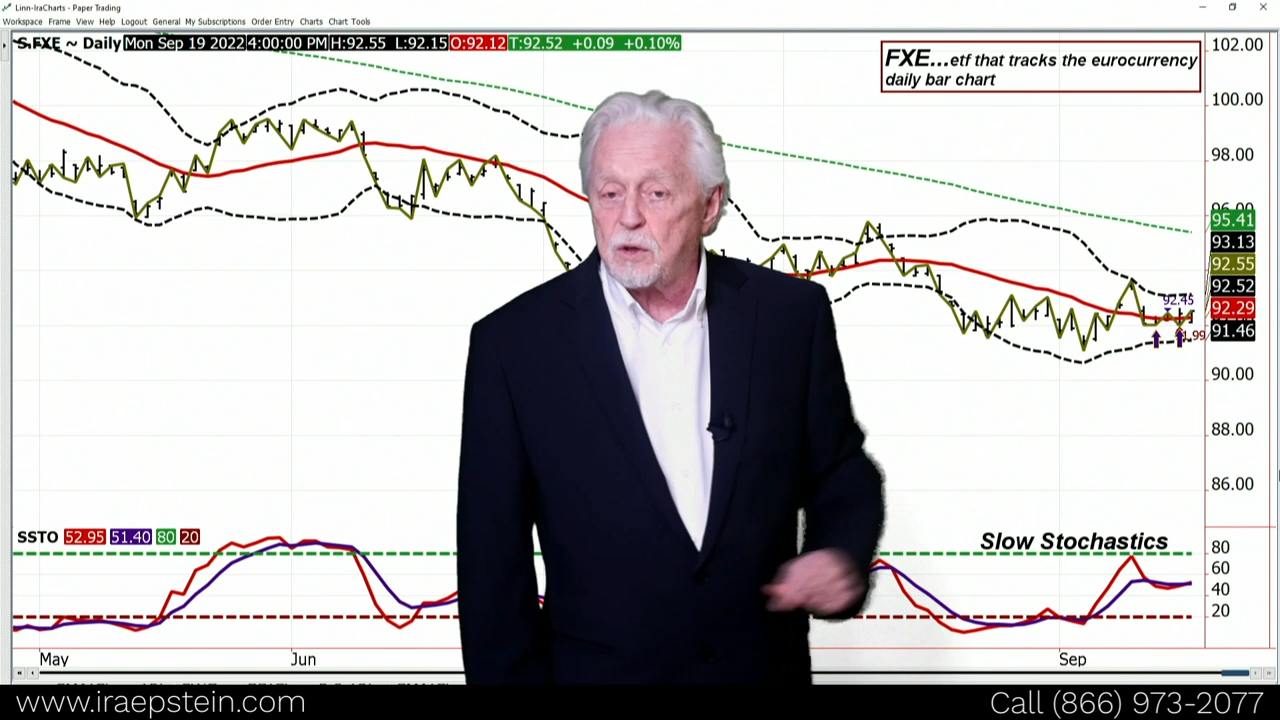 Linn-IraCharts - Paper Trading
Workspace Frame View Help Logout General My Subscriptions Order Entry Charts Chart Tools
S.FXE ~ Daily Mon Sep 19 2022 4:00:00 PM H:92.55 L:92.15 O:92.12 T:92.52 +0.09 +0.10%
FXE...etf that tracks the eurocurrency
daily bar chart
102.00
100.00
98.00
96.00
95.41
93.13
92.55
92.52
92.45
92.29
91.46
90.00
88.00
86.00
SSTO 52.95 51.40 80 20
Slow Stochastics
80
60
40
20
May Jun Sep
www.iraepstein.com Call (866) 973-2077